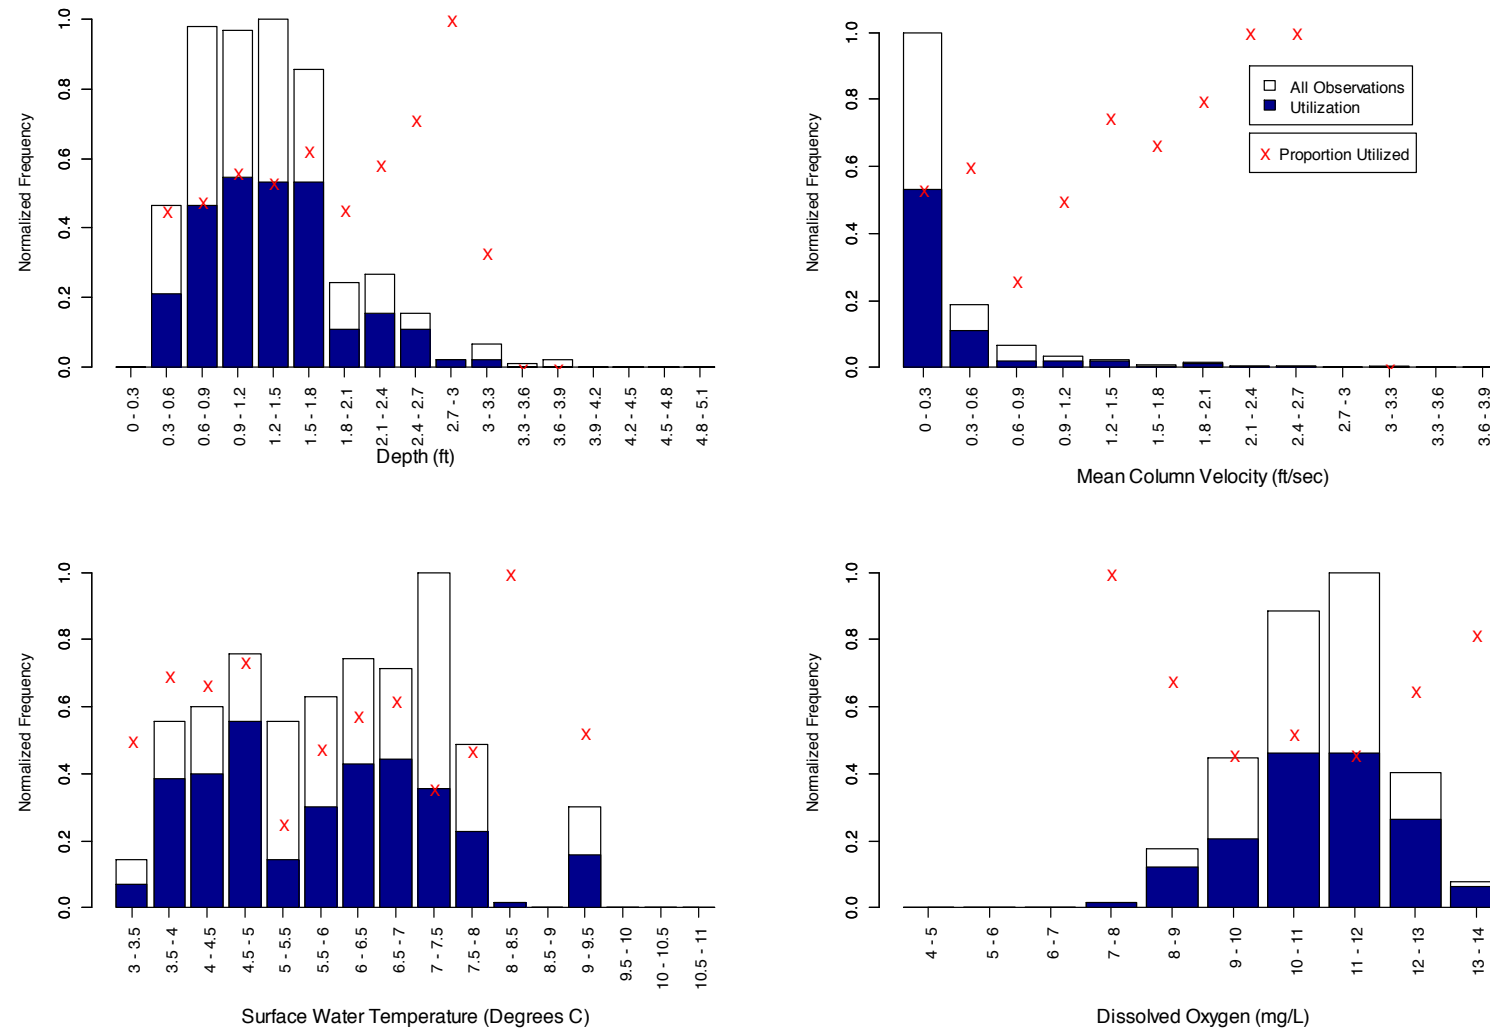 Normalized Frequency
0.0 0.2 0.4 0.6 0.8 1.0
0 - 0.3 0.3 - 0.6 0.6 - 0.9 0.9 - 1.2 1.2 - 1.5 1.5 - 1.8 1.8 - 2.1 2.1 - 2.4 2.4 - 2.7 2.7 - 3 3 - 3.3 3.3 - 3.6 3.6 - 3.9 3.9 - 4.2 4.2 - 4.5 4.5 - 4.8 4.8 - 5.1
Depth (ft)
Normalized Frequency
0.0 0.2 0.4 0.6 0.8 1.0
All Observations
Utilization
X Proportion Utilized
0 - 0.3 0.3 - 0.6 0.6 - 0.9 0.9 - 1.2 1.2 - 1.5 1.5 - 1.8 1.8 - 2.1 2.1 - 2.4 2.4 - 2.7 2.7 - 3 3 - 3.3 3.3 - 3.6 3.6 - 3.9
Mean Column Velocity (ft/sec)
Normalized Frequency
0.0 0.2 0.4 0.6 0.8 1.0
3 - 3.5 3.5 - 4 4 - 4.5 4.5 - 5 5 - 5.5 5.5 - 6 6 - 6.5 6.5 - 7 7 - 7.5 7.5 - 8 8 - 8.5 8.5 - 9 9 - 9.5 9.5 - 10 10 - 10.5 10.5 - 11
Surface Water Temperature (Degrees C)
Normalized Frequency
0.0 0.2 0.4 0.6 0.8 1.0
4 - 5 5 - 6 6 - 7 7 - 8 8 - 9 9 - 10 10 - 11 11 - 12 12 - 13 13 - 14
Dissolved Oxygen (mg/L)